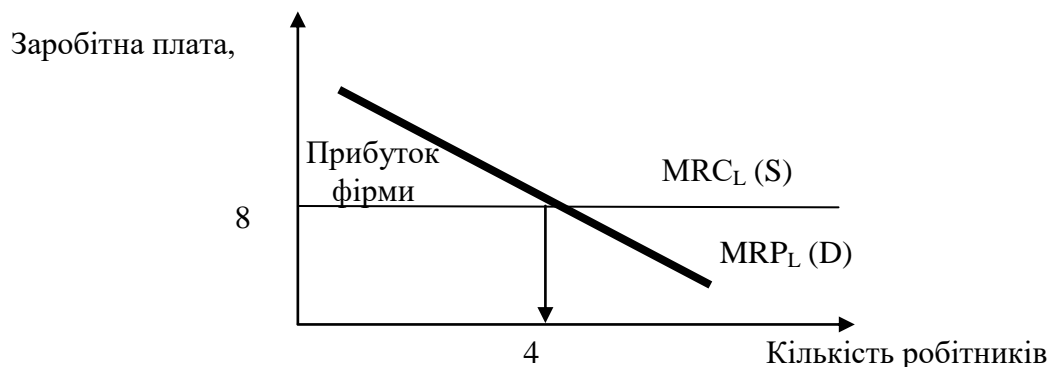 Заробітна плата,
Прибуток
фірми
MRCL (S)
8
MRPL (D)
4
Кількість робітників